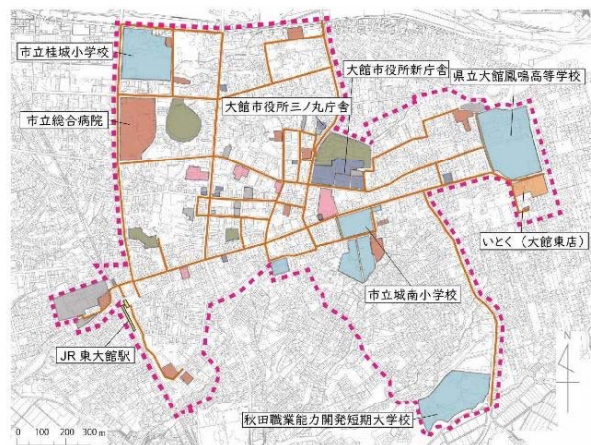 市立桂城小学校
大館市役所新庁舎
県立大館鳳鳴高等学校
大館市役所三ノ丸庁舎
市立総合病院
いとく（大館東店）
市立城南小学校
JR 東大館駅
秋田職業能力開発短期大学校
N
0 100 200 300 m